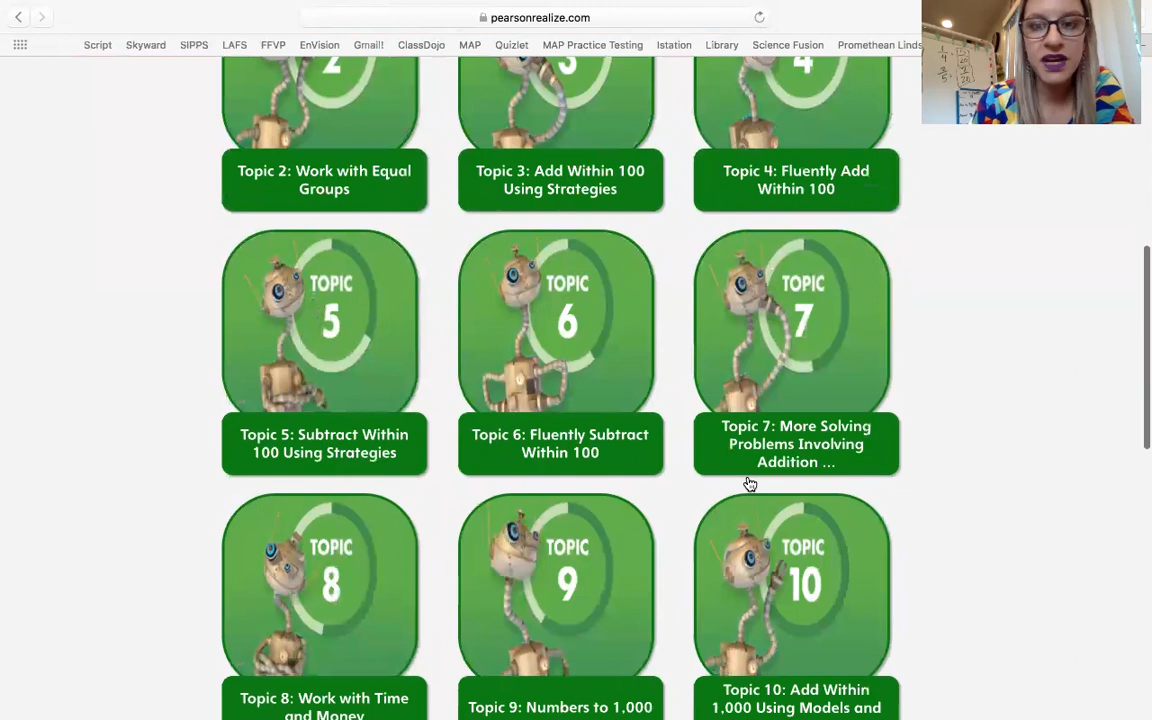 pearsonrealize.com
Script Skyward SIPPS LAFS FFVP EnVision Gmail! ClassDojo MAP Quizlet MAP Practice Testing Istation Library Science Fusion Promethean Linds
2 3 4
Topic 2: Work with Equal
Groups
Topic 3: Add Within 100
Using Strategies
Topic 4: Fluently Add
Within 100
TOPIC
5
TOPIC
6
TOPIC
7
Topic 5: Subtract Within
100 Using Strategies
Topic 6: Fluently Subtract
Within 100
Topic 7: More Solving
Problems Involving
Addition ...
TOPIC
8
TOPIC
9
TOPIC
10
Topic 8: Work with Time
and Money
Topic 9: Numbers to 1,000
Topic 10: Add Within
1,000 Using Models and